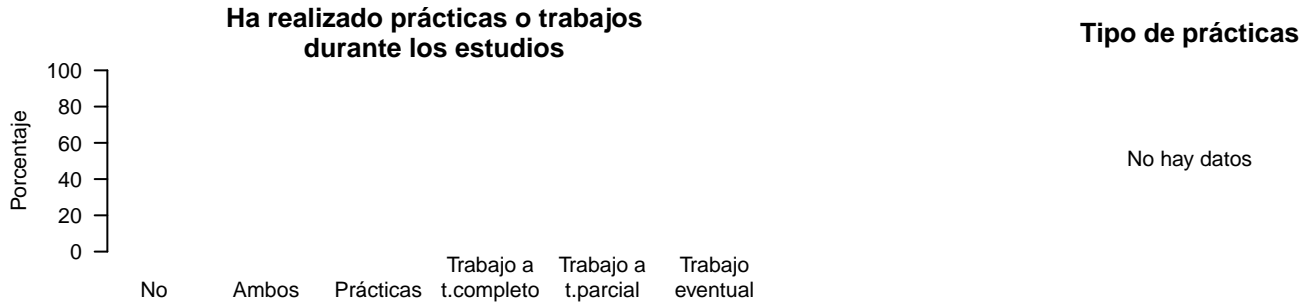 Ha realizado prácticas o trabajos
durante los estudios
Porcentaje
100
80
60
40
20
0
No
Ambos
Prácticas
Trabajo a
t.completo
Trabajo a
t.parcial
Trabajo
eventual
Tipo de prácticas
No hay datos